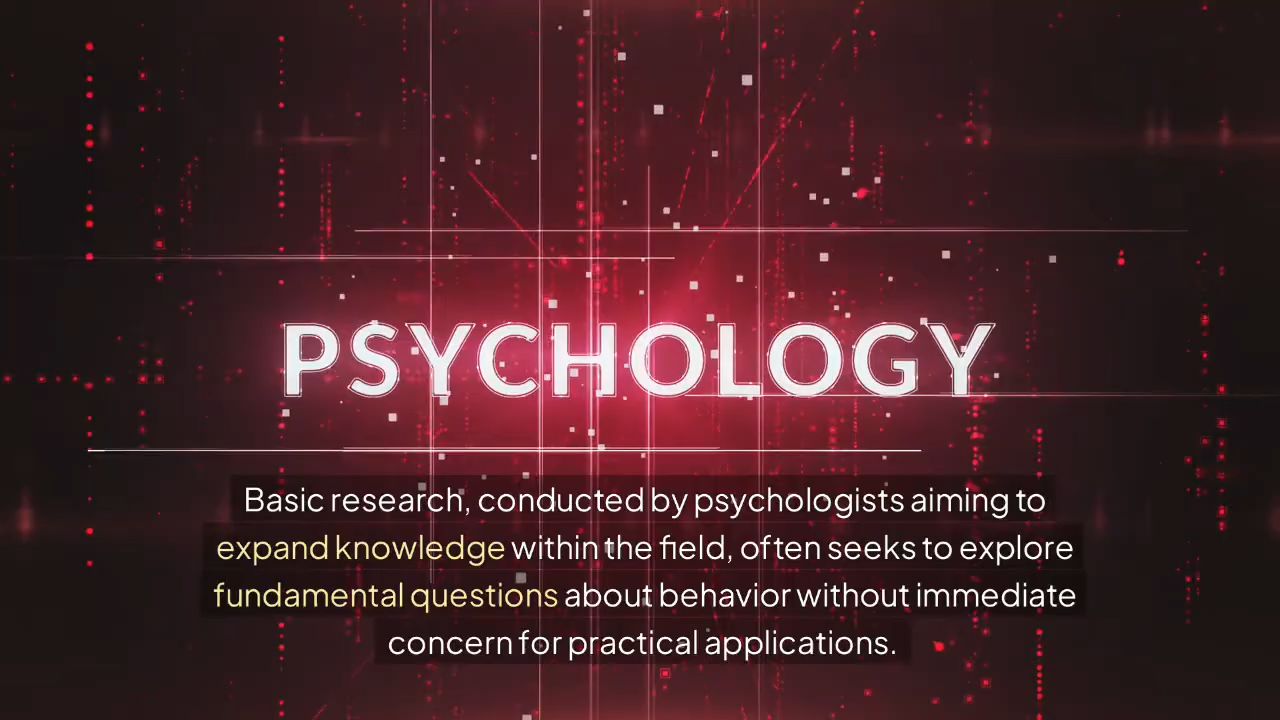 PSYCHOLOGY
Basic research, conducted by psychologists aiming to
expand knowledge within the field, often seeks to explore
fundamental questions about behavior without immediate
concern for practical applications.